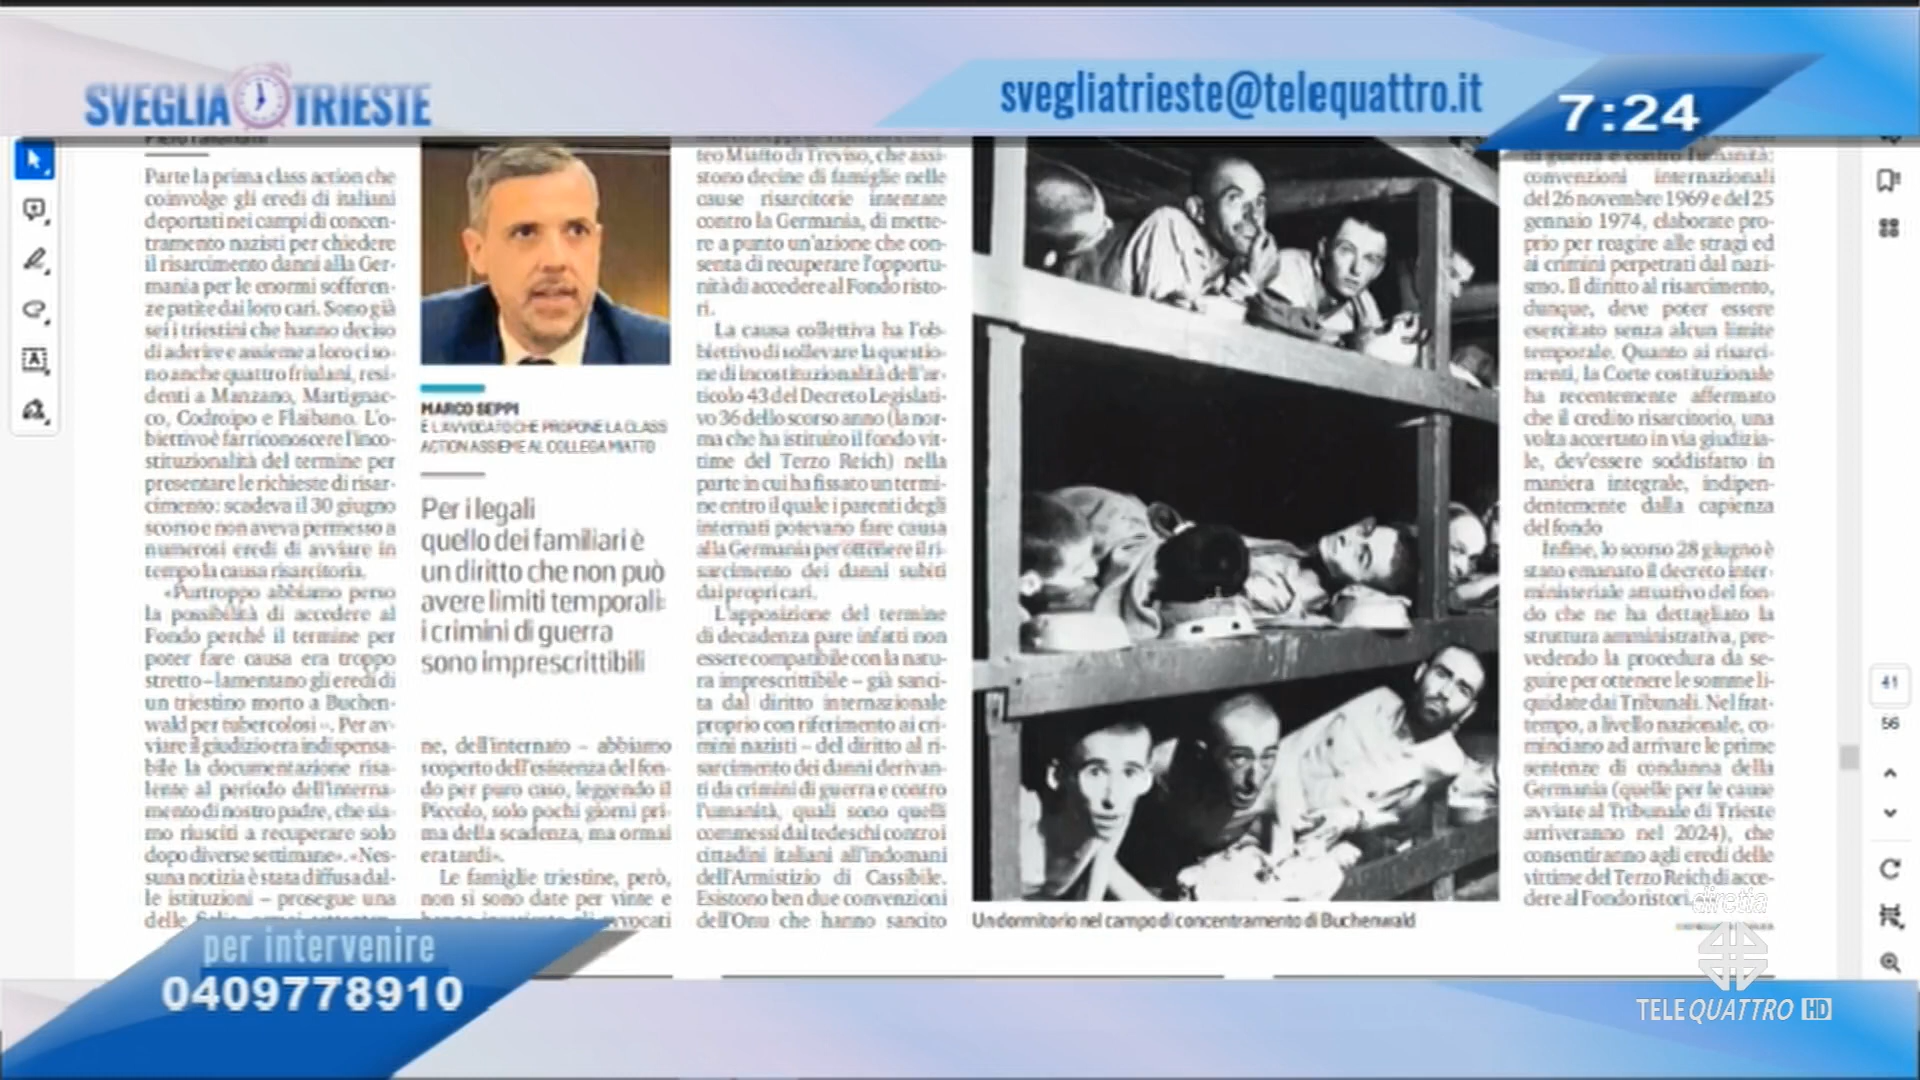 SVEGLIA TRIESTE
svegliatrieste@telequattro.it
7:24
Parte la prima class action che
coinvolge gli eredi di italiani
deportati nei campi di concen-
tramento nazisti per chiedere
il risarcimento danni alla Ger-
mania per le enormi sofferen-
ze patite dai loro cari. Sono già
sei i triestini che hanno deciso
di aderire e assieme a loro ci so-
no anche quattro friulani, resi-
denti a Manzano, Martignac-
co, Codroipo e Flaibano. L'o-
biettivo è far riconoscere l'inco-
stituzionalità del termine per
presentare le richieste di risar-
cimento: scadeva il 30 giugno
scorso e non aveva permesso a
numerosi eredi di avviare in
tempo la causa risarcitoria.
«Purtroppo abbiamo perso
la possibilità di accedere al
Fondo perché il termine per
poter fare causa era troppo
stretto – lamentano gli eredi di
un triestino morto a Buchen-
wald per tubercolosi –. Per av-
viare il giudizio era indispensa-
bile la documentazione risa-
lente al periodo dell'interna-
mento di nostro padre, che sia-
mo riusciti a recuperare solo
dopo diverse settimane». «Nes-
suna notizia è stata diffusa dal-
le istituzioni – prosegue una
delle
MARCO SEPPI
È L'AVVOCATO CHE PROPONE LA CLASS
ACTION ASSIEME AL COLLEGA MIATTO
Per i legali
quello dei familiari è
un diritto che non può
avere limiti temporali:
i crimini di guerra
sono imprescrittibili
ne, dell'internato – abbiamo
scoperto dell'esistenza del fon-
do per puro caso, leggendo il
Piccolo, solo pochi giorni pri-
ma della scadenza, ma ormai
era tardi».
Le famiglie triestine, però,
non si sono date per vinte e
vocati
teo Miatto di Treviso, che assi-
stono decine di famiglie nelle
cause risarcitorie intentate
contro la Germania, di mette-
re a punto un'azione che con-
senta di recuperare l'opportu-
nità di accedere al Fondo risto-
ri.
La causa collettiva ha l'ob-
biettivo di sollevare la questio-
ne di incostituzionalità dell'ar-
ticolo 43 del Decreto Legislati-
vo 36 dello scorso anno (la nor-
ma che ha istituito il fondo vit-
time del Terzo Reich) nella
parte in cui ha fissato un termi-
ne entro il quale i parenti degli
internati potevano fare causa
alla Germania per ottenere il ri-
sarcimento dei danni subiti
dai propri cari.
L'apposizione del termine
di decadenza pare infatti non
essere compatibile con la natu-
ra imprescrittibile – già sanci-
ta dal diritto internazionale
proprio con riferimento ai cri-
mini nazisti – del diritto al ri-
sarcimento dei danni derivan-
ti da crimini di guerra e contro
l'umanità, quali sono quelli
commessi dai tedeschi contro i
cittadini italiani all'indomani
dell'Armistizio di Cassibile.
Esistono ben due convenzioni
dell'Onu che hanno sancito
Un dormitorio nel campo di concentramento di Buchenwald
di guerra e contro l'umanità:
convenzioni internazionali
del 26 novembre 1969 e del 25
gennaio 1974, elaborate pro-
prio per reagire alle stragi ed
ai crimini perpetrati dal nazi-
smo. Il diritto al risarcimento,
dunque, deve poter essere
esercitato senza alcun limite
temporale. Quanto ai risarci-
menti, la Corte costituzionale
ha recentemente affermato
che il credito risarcitorio, una
volta accertato in via giudizia-
le, dev'essere soddisfatto in
maniera integrale, indipen-
dentemente dalla capienza
del fondo
Infine, lo scorso 28 giugno è
stato emanato il decreto inter-
ministeriale attuativo del fon-
do che ne ha dettagliato la
struttura amministrativa, pre-
vedendo la procedura da se-
guire per ottenere le somme li-
quidate dai Tribunali. Nel frat-
tempo, a livello nazionale, co-
minciano ad arrivare le prime
sentenze di condanna della
Germania (quelle per le cause
avviate al Tribunale di Trieste
arriveranno nel 2024), che
consentiranno agli eredi delle
vittime del Terzo Reich di acce-
dere al Fondo ristori.
41
56
per intervenire
0409778910
diretta
TELEQUATTRO HD